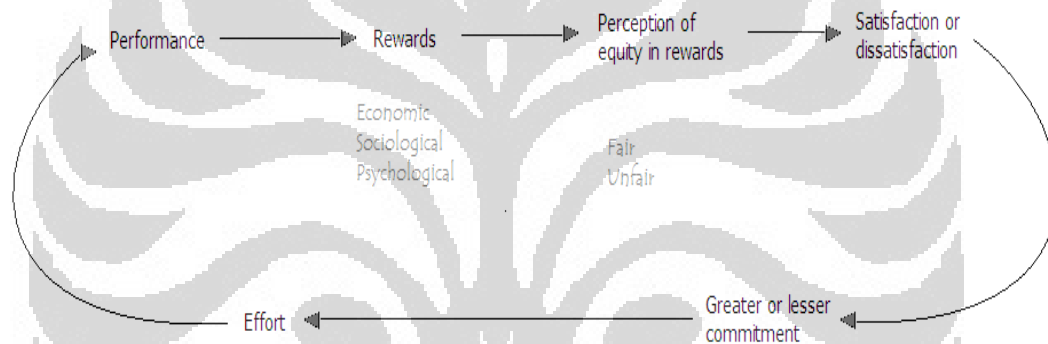 Performance
Rewards
Perception of
equity in rewards
Satisfaction or
dissatisfaction
Economic
Sociological
Psychological
Fair
Unfair
Effort
Greater or lesser
commitment